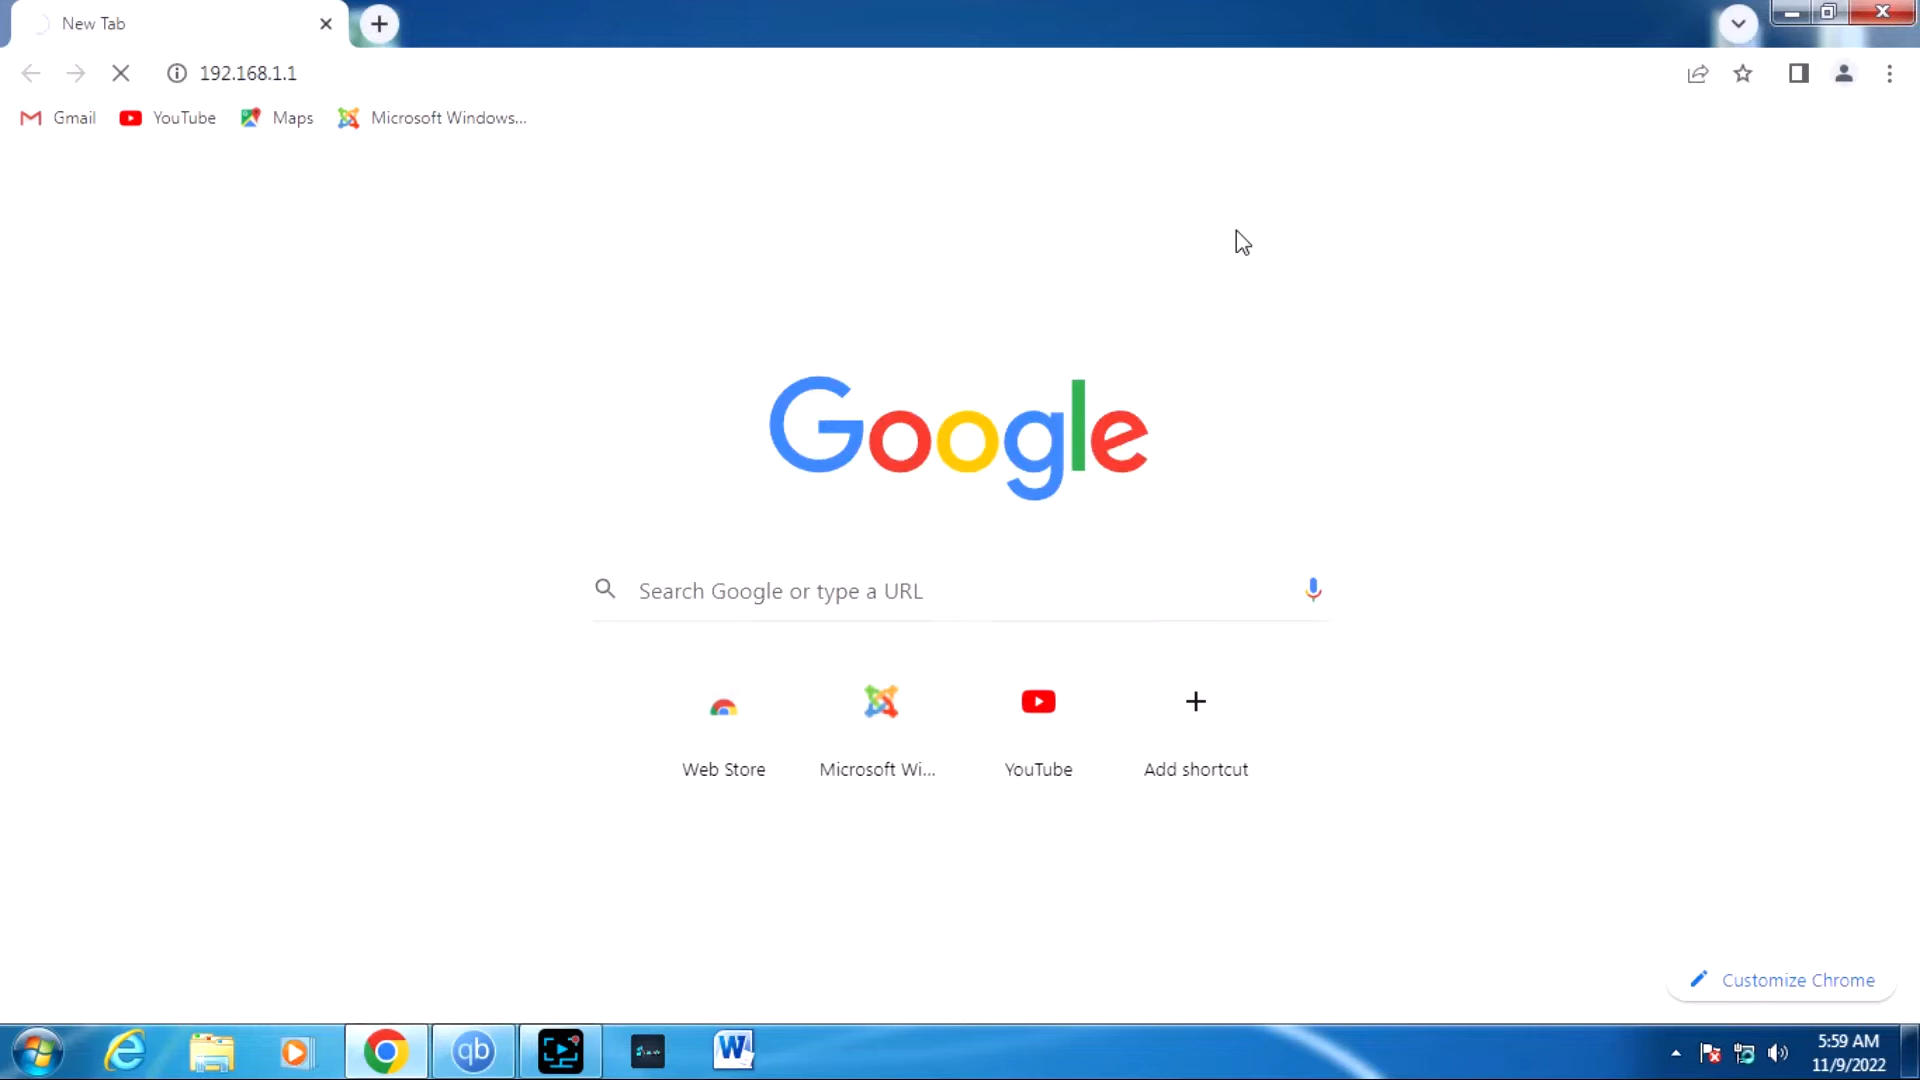 New Tab
192.168.1.1
Gmail
YouTube
Maps
Microsoft Windows...
Google
Search Google or type a URL
Web Store
Microsoft Wi...
YouTube
Add shortcut
Customize Chrome
qb
W
5:59 AM
11/9/2022